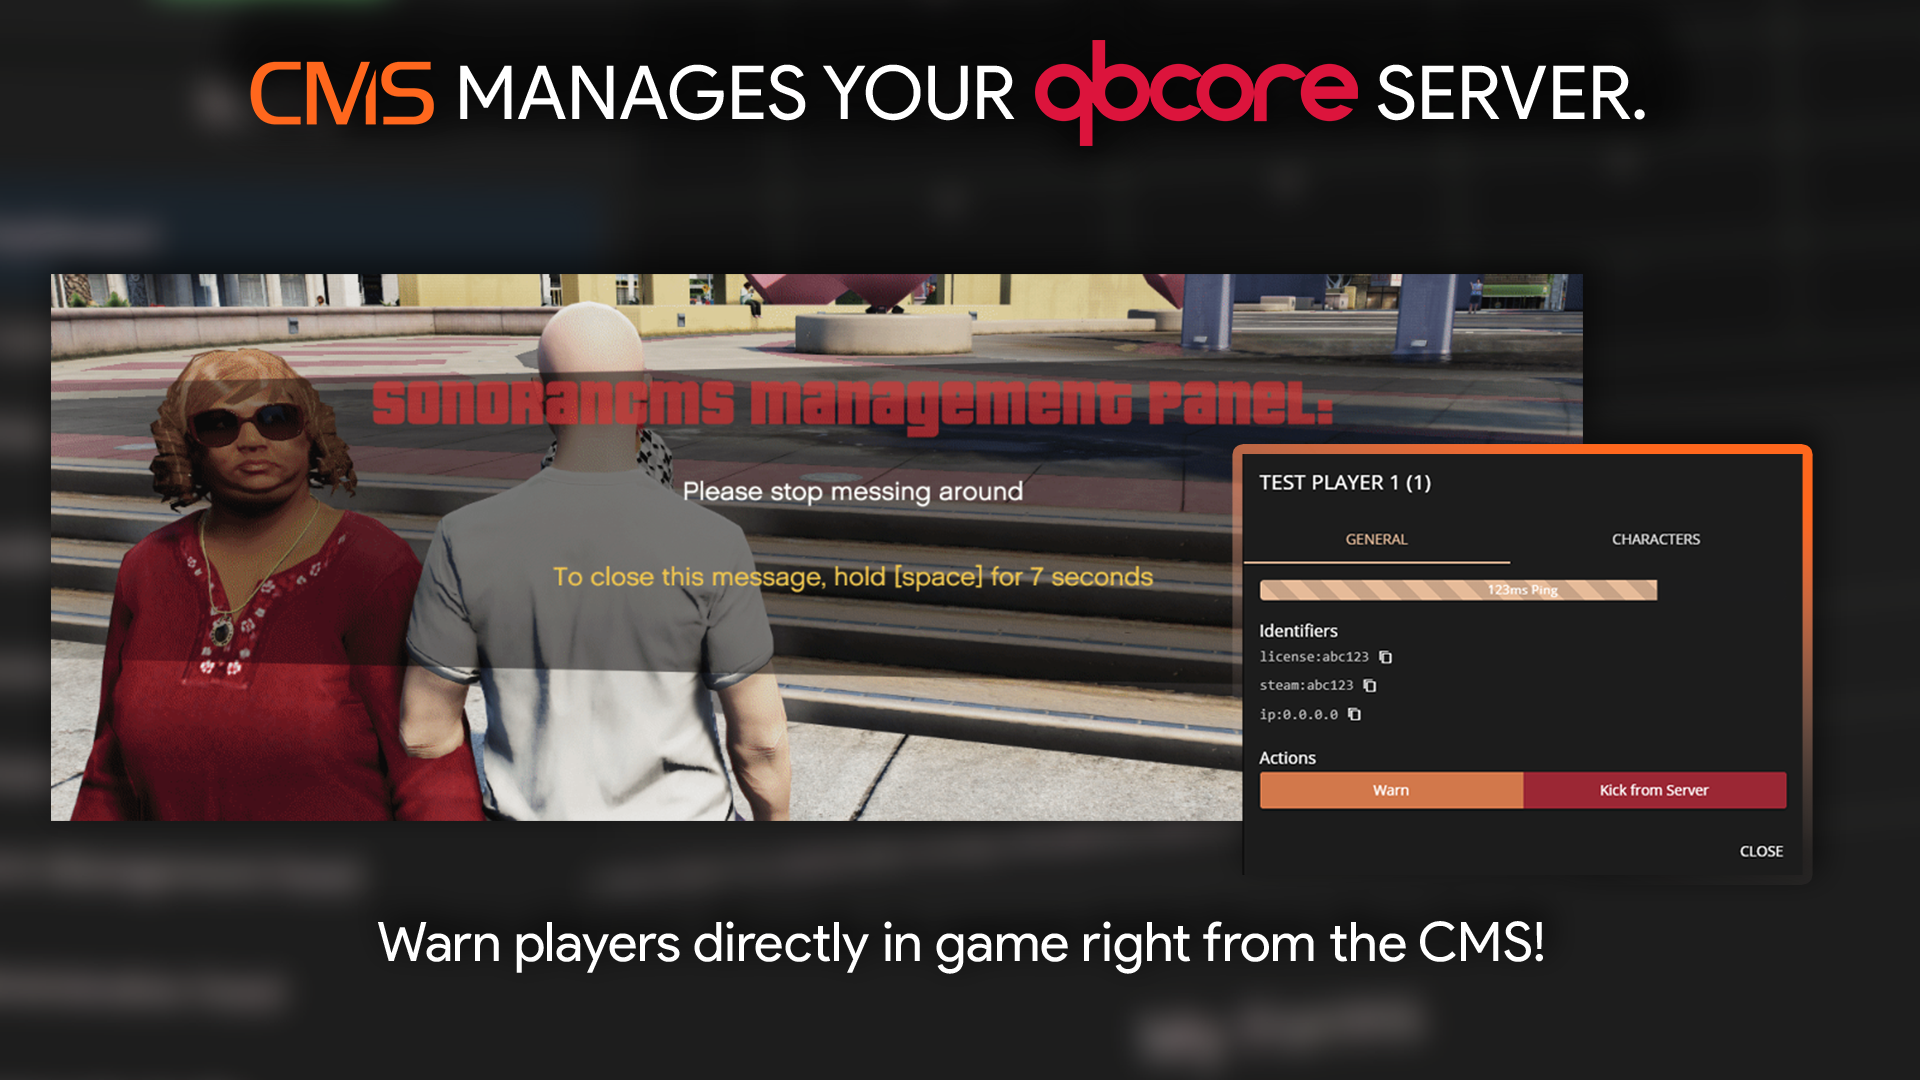 CMS MANAGES YOUR qbcore SERVER.
SONORANCMS MANAGEMENT PANEL:
Please stop messing around
To close this message, hold [space] for 7 seconds
TEST PLAYER 1 (1)
GENERAL CHARACTERS
123ms Ping
Identifiers
license:abc123
steam:abc123
ip:0.0.0.0
Actions
Warn Kick from Server
CLOSE
Warn players directly in game right from the CMS!